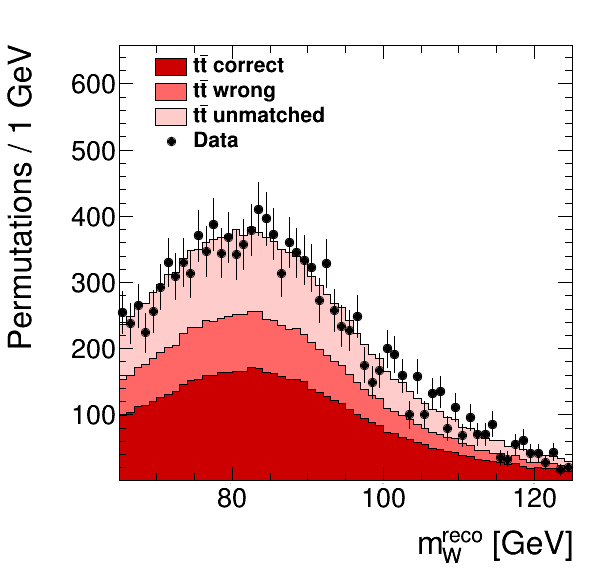 tt̄ correct
tt̄ wrong
tt̄ unmatched
Data
Permutations / 1 GeV
600
500
400
300
200
100
80 100 120
m_W^reco [GeV]